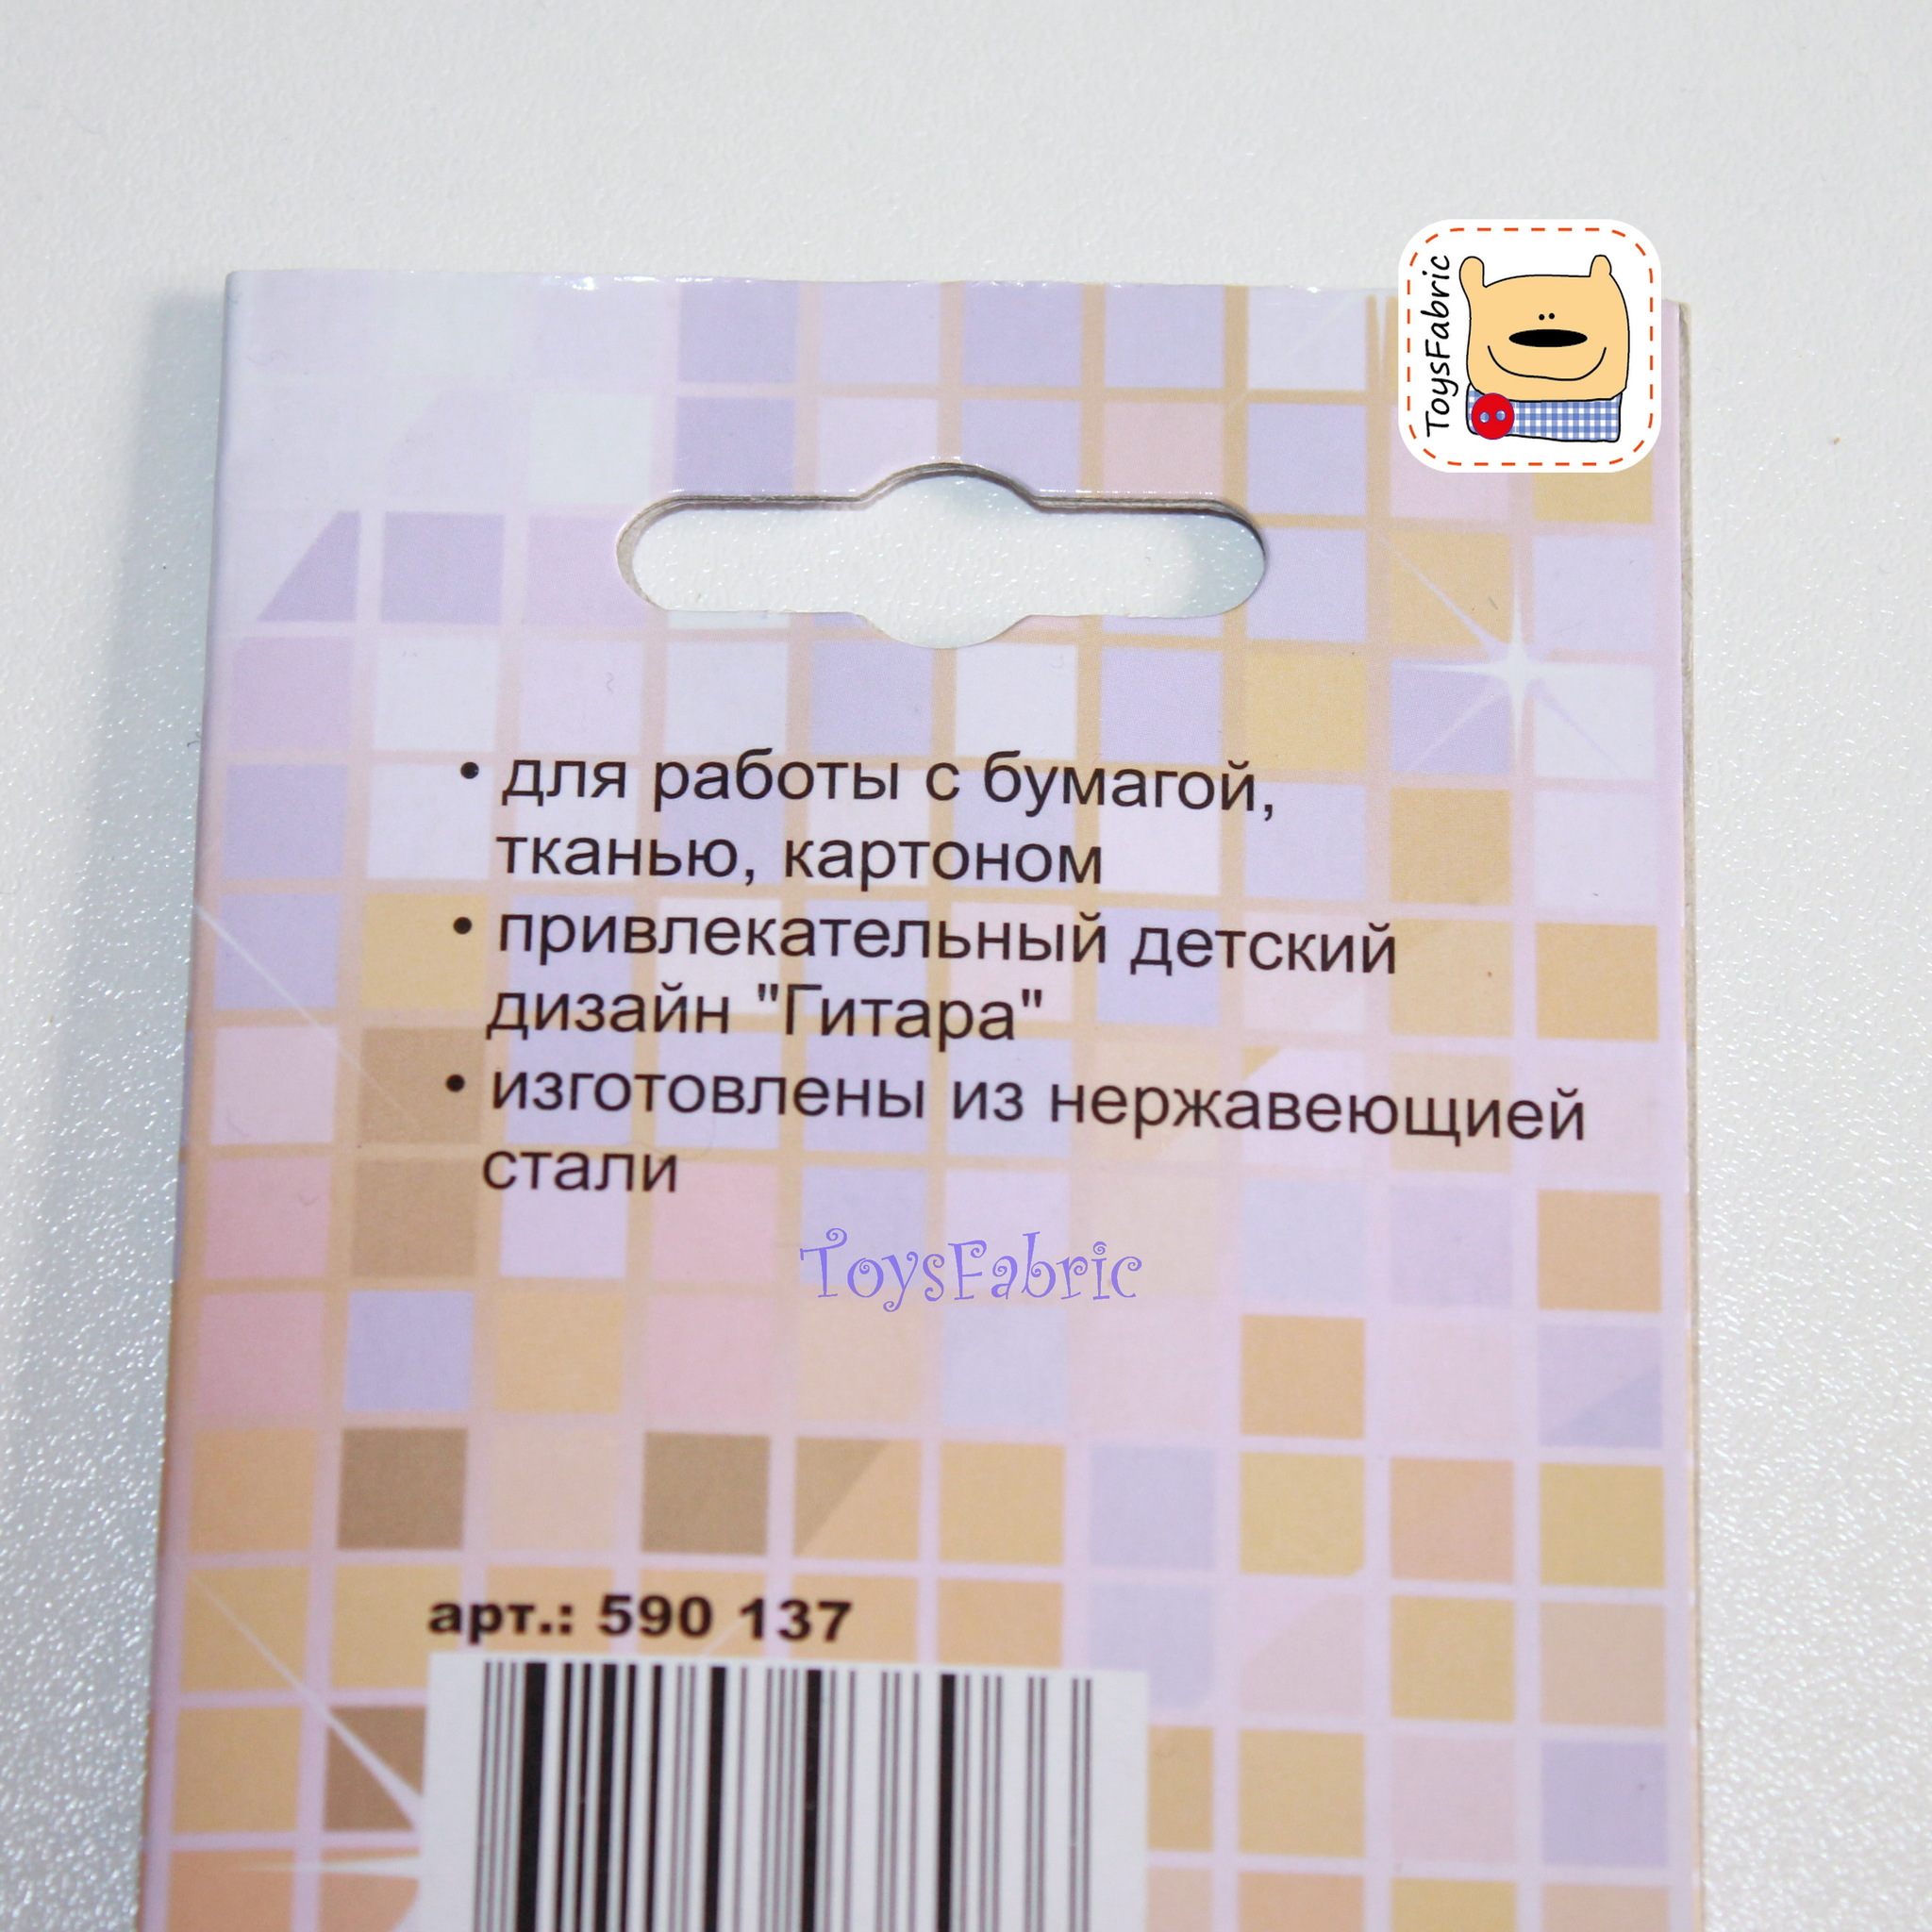 ToysFabric
• для работы с бумагой,
тканью, картоном
• привлекательный детский
дизайн "Гитара"
• изготовлены из нержавеющией
стали
ToysFabric
арт.: 590 137